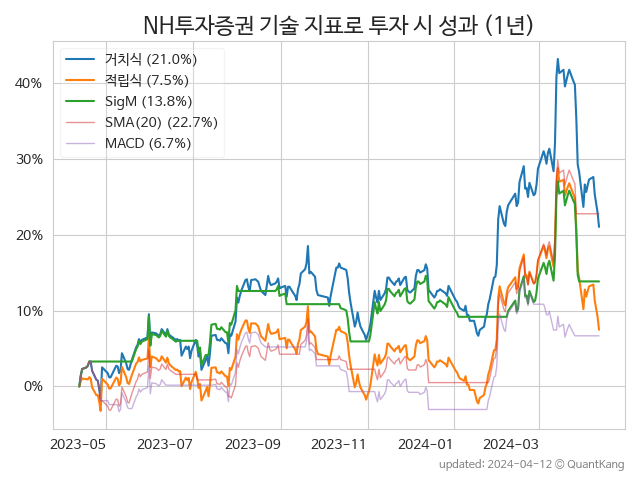 NH투자증권 기술 지표로 투자 시 성과 (1년)
거치식 (21.0%)
적립식 (7.5%)
SigM (13.8%)
SMA(20) (22.7%)
MACD (6.7%)
40%
30%
20%
10%
0%
2023-05 2023-07 2023-09 2023-11 2024-01 2024-03
updated: 2024-04-12 © QuantKang